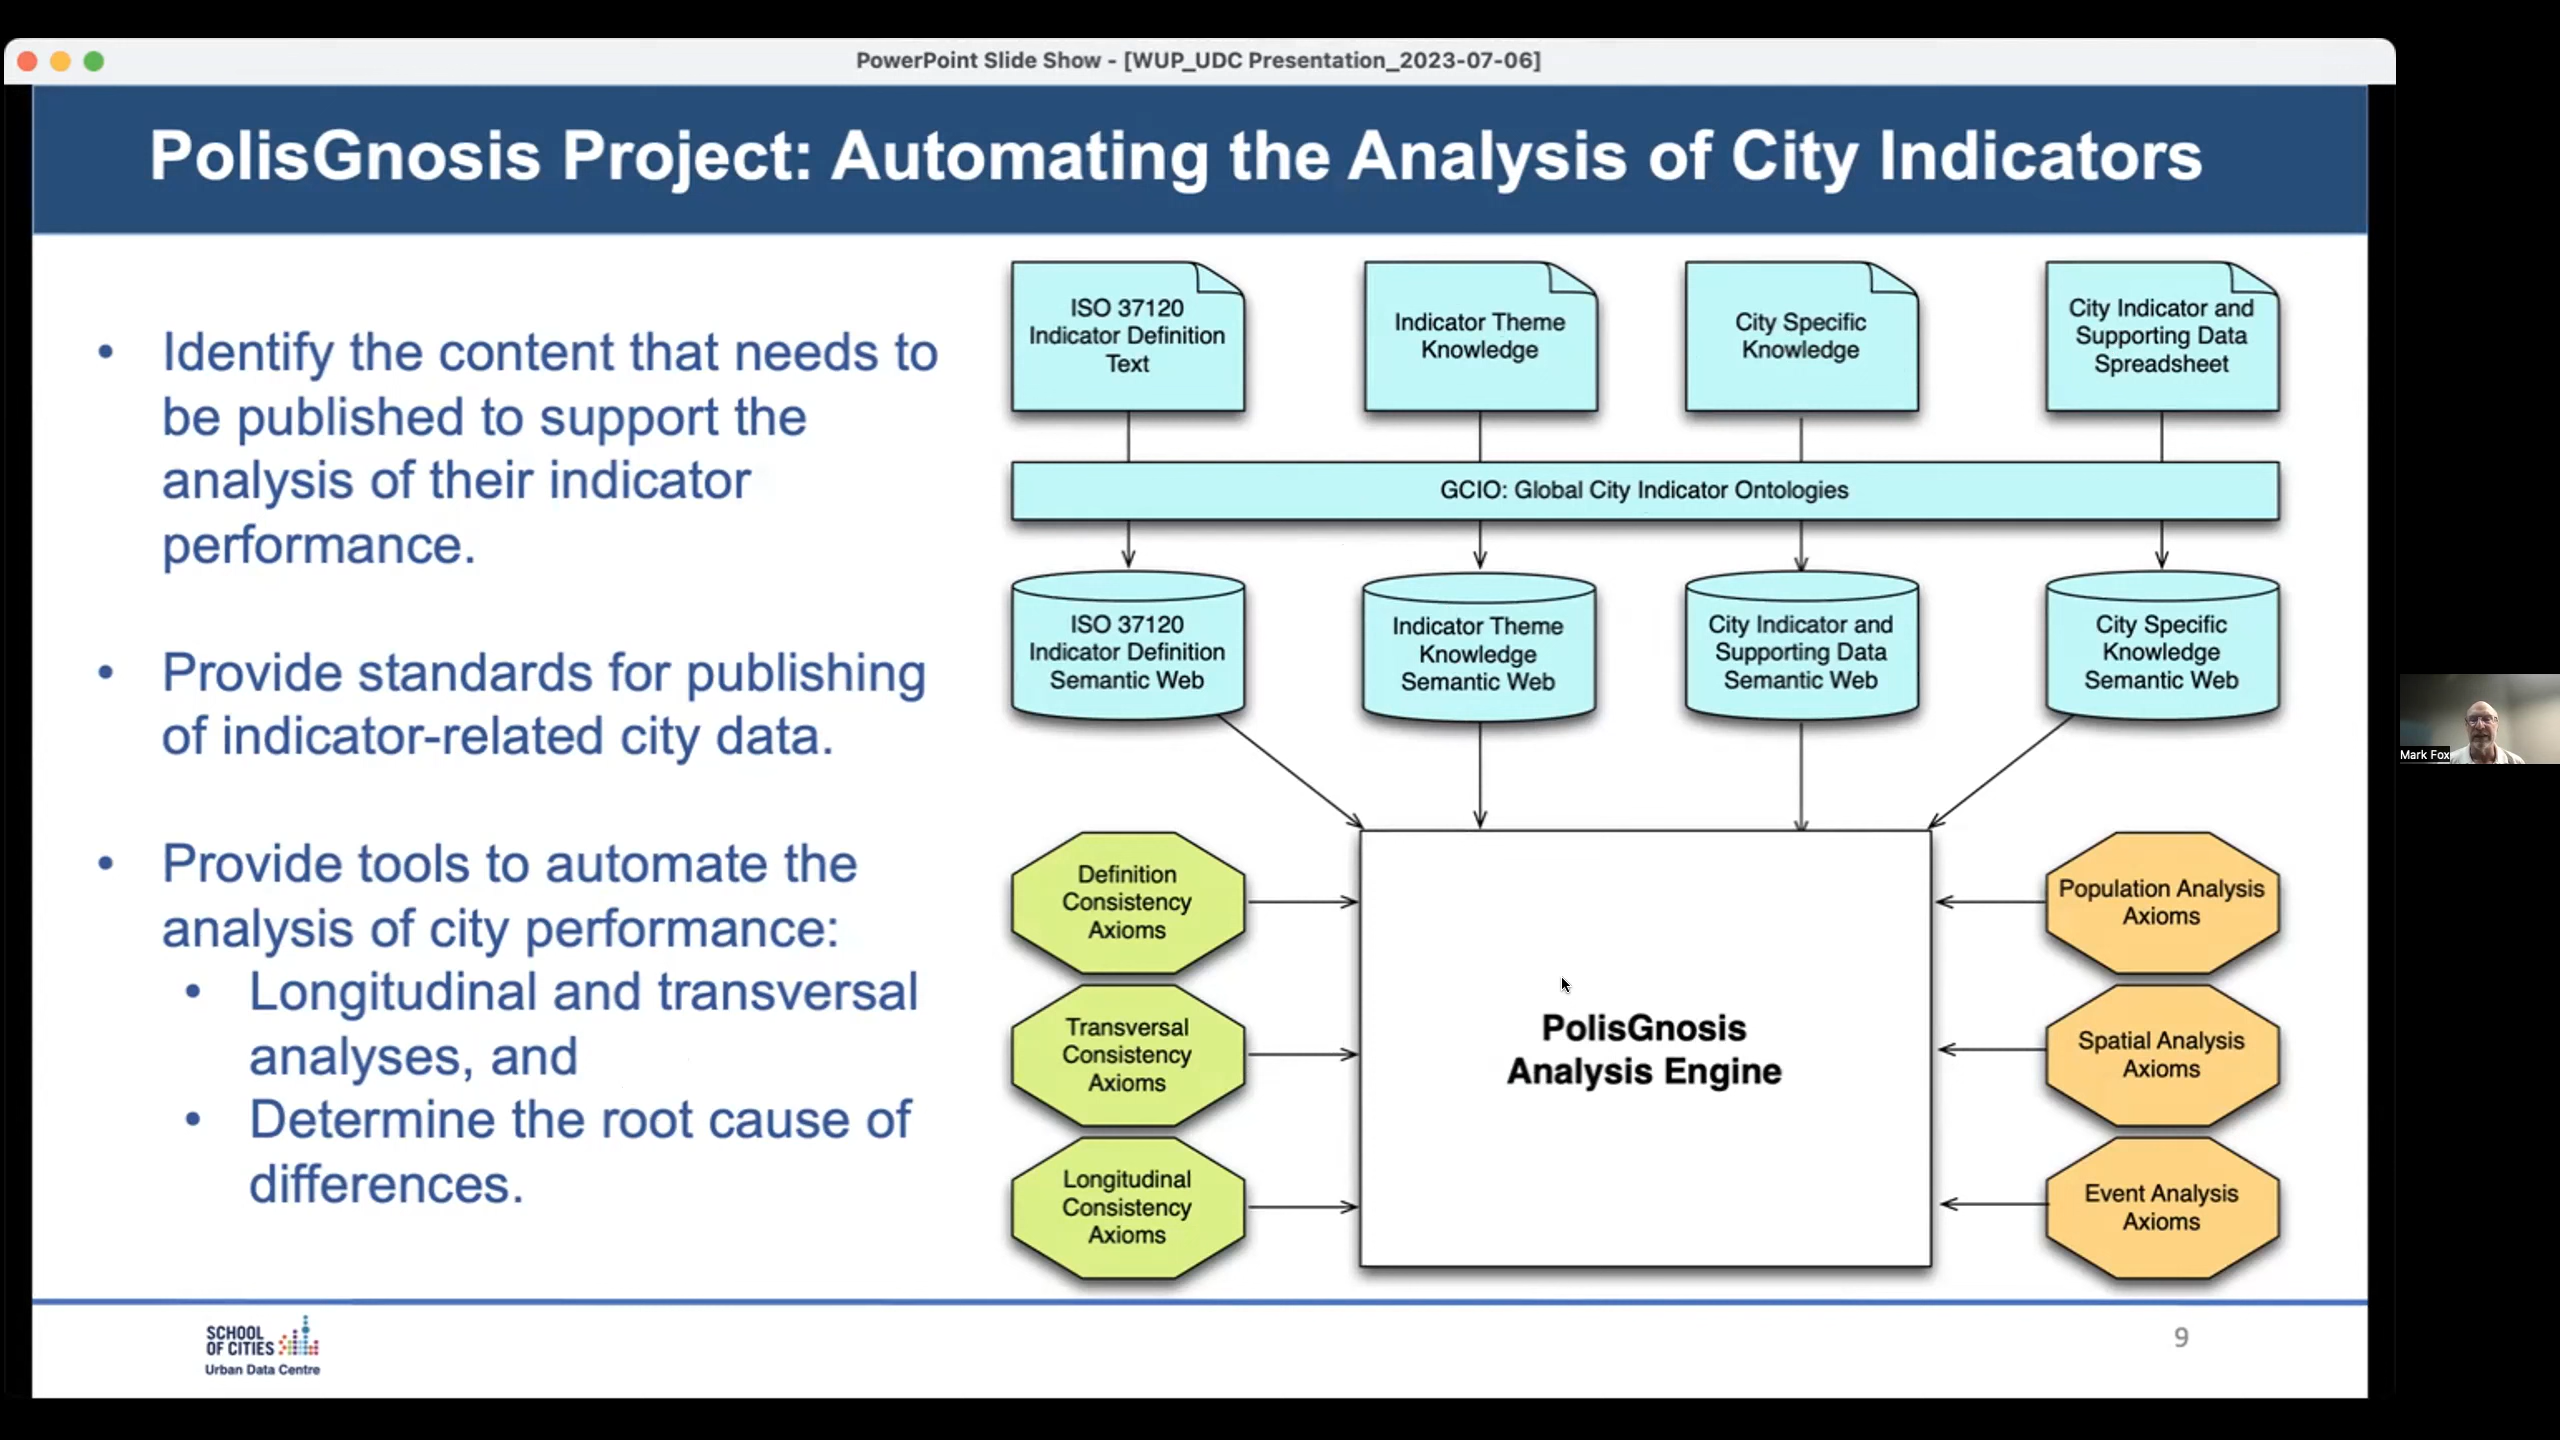 PowerPoint Slide Show - [WUP_UDC Presentation_2023-07-06]
PolisGnosis Project: Automating the Analysis of City Indicators
• Identify the content that needs to
be published to support the
analysis of their indicator
performance.
• Provide standards for publishing
of indicator-related city data.
• Provide tools to automate the
analysis of city performance:
• Longitudinal and transversal
analyses, and
• Determine the root cause of
differences.
ISO 37120
Indicator Definition
Text
Indicator Theme
Knowledge
City Specific
Knowledge
City Indicator and
Supporting Data
Spreadsheet
GCIO: Global City Indicator Ontologies
ISO 37120
Indicator Definition
Semantic Web
Indicator Theme
Knowledge
Semantic Web
City Indicator and
Supporting Data
Semantic Web
City Specific
Knowledge
Semantic Web
Definition
Consistency
Axioms
Transversal
Consistency
Axioms
Longitudinal
Consistency
Axioms
PolisGnosis
Analysis Engine
Population Analysis
Axioms
Spatial Analysis
Axioms
Event Analysis
Axioms
SCHOOL
OF CITIES
Urban Data Centre
9
Mark Fox